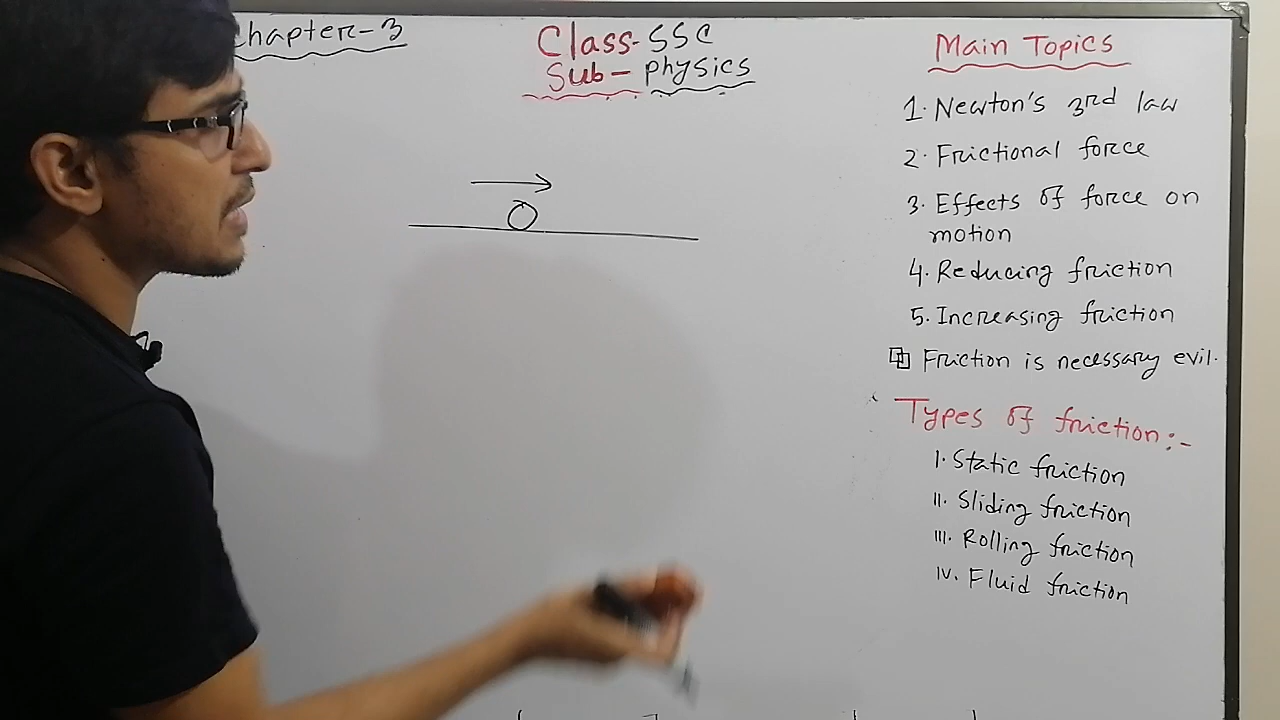 Chapter-3
Class-SSC
Sub-physics
Main Topics
1. Newton's 3rd law
2. Frictional force
3. Effects of force on
motion
4. Reducing friction
5. Increasing friction
Friction is necessary evil.
Types of friction:-
I. Static friction
II. Sliding friction
III. Rolling friction
IV. Fluid friction